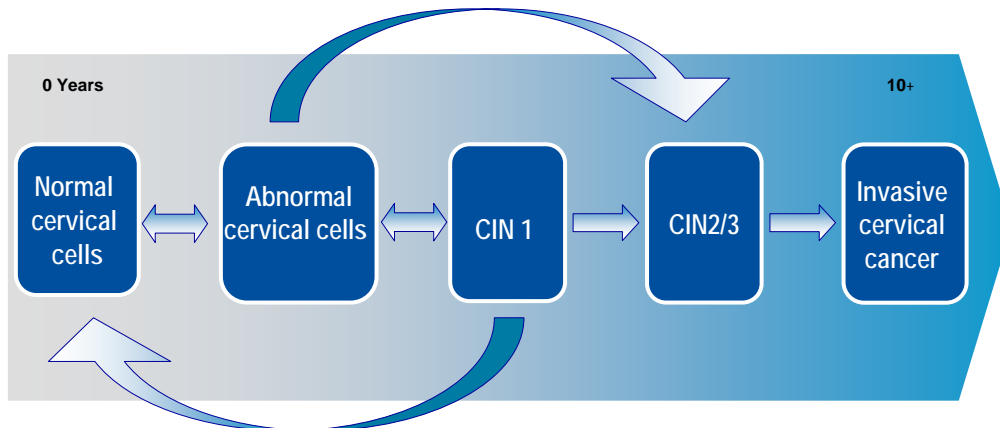 0 Years
10+
Normal
cervical
cells
Abnormal
cervical cells
CIN 1
CIN2/3
Invasive
cervical
cancer